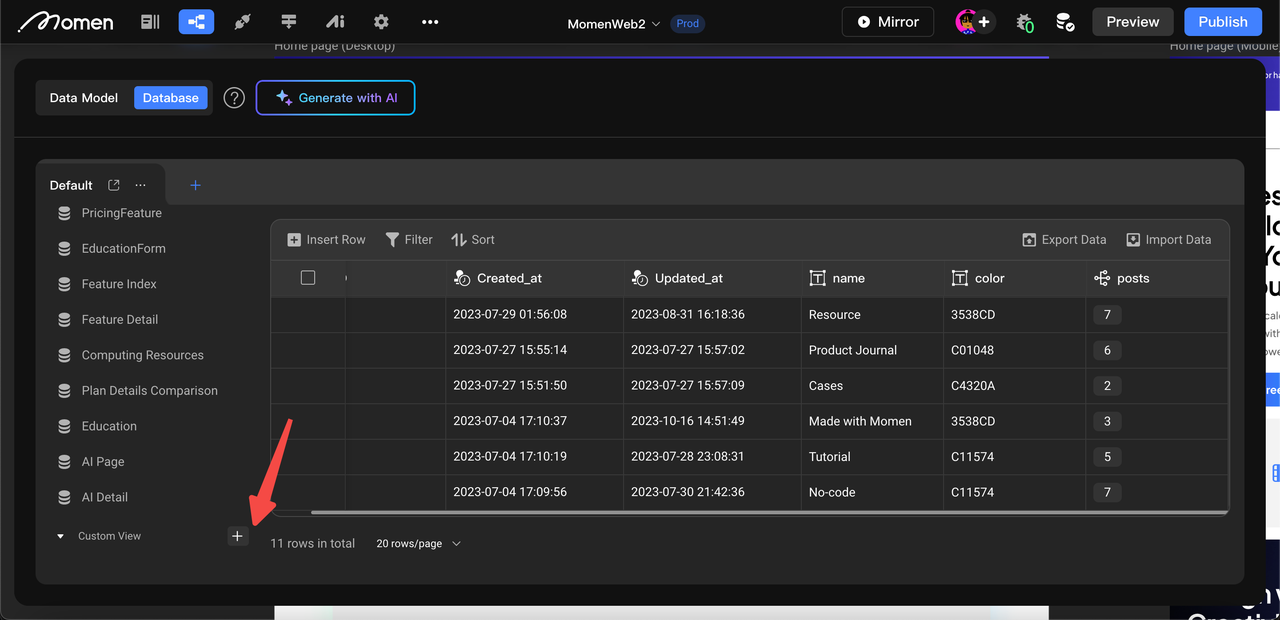 Momen
Ai
MomenWeb2
Prod
Mirror
0
Preview
Publish
Home page (Desktop)
Home page (Mobile
Data Model
Database
?
Generate with AI
Default
PricingFeature
EducationForm
Feature Index
Feature Detail
Computing Resources
Plan Details Comparison
Education
AI Page
AI Detail
Custom View
Insert Row
Filter
Sort
Export Data
Import Data
Created_at Updated_at name color posts
2023-07-29 01:56:08 2023-08-31 16:18:36 Resource 3538CD 7
2023-07-27 15:55:14 2023-07-27 15:57:02 Product Journal C01048 6
2023-07-27 15:51:50 2023-07-27 15:57:09 Cases C4320A 2
2023-07-04 17:10:37 2023-10-16 14:51:49 Made with Momen 3538CD 3
2023-07-04 17:10:19 2023-07-28 23:08:31 Tutorial C11574 5
2023-07-04 17:09:56 2023-07-30 21:42:36 No-code C11574 7
11 rows in total
20 rows/page